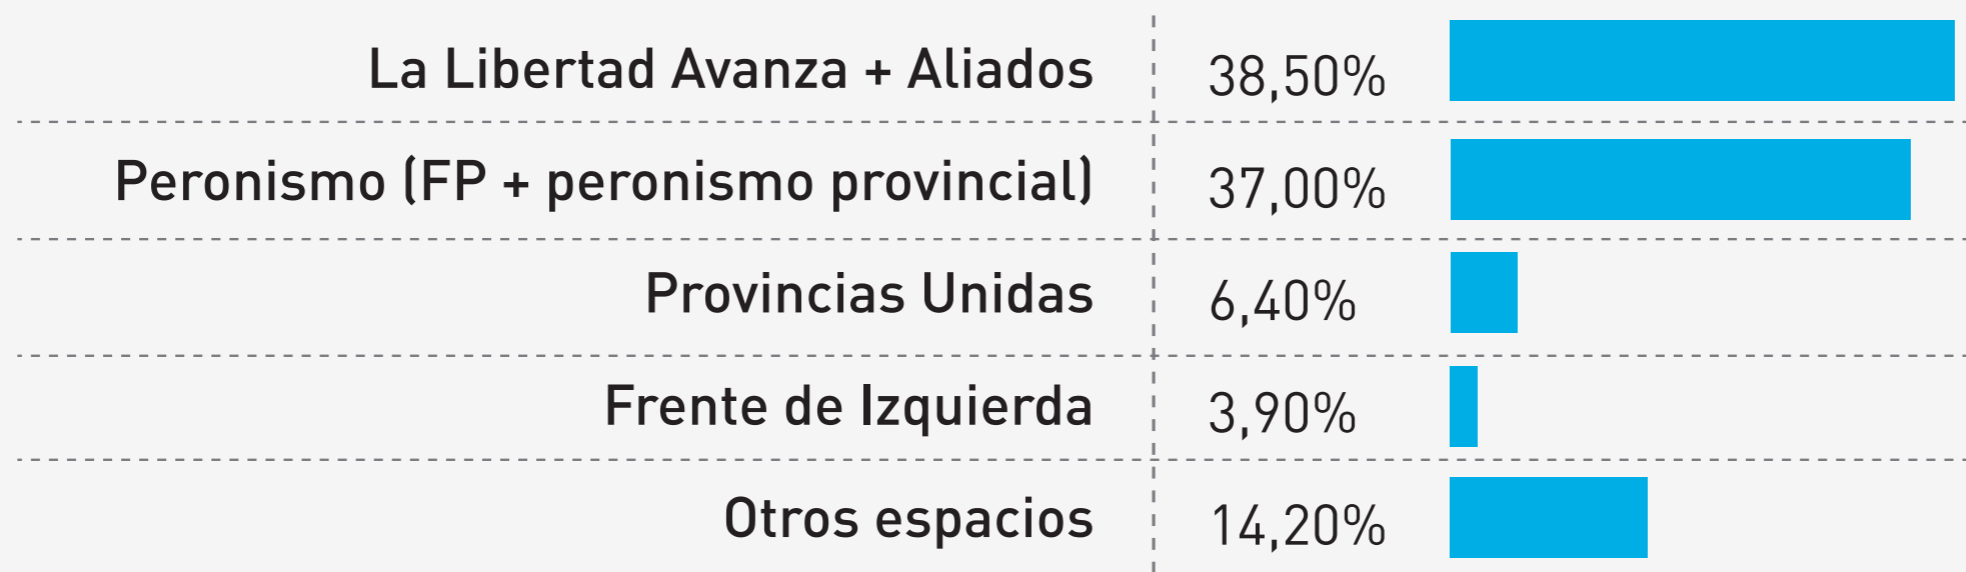 La Libertad Avanza + Aliados 38,50%
Peronismo (FP + peronismo provincial) 37,00%
Provincias Unidas 6,40%
Frente de Izquierda 3,90%
Otros espacios 14,20%